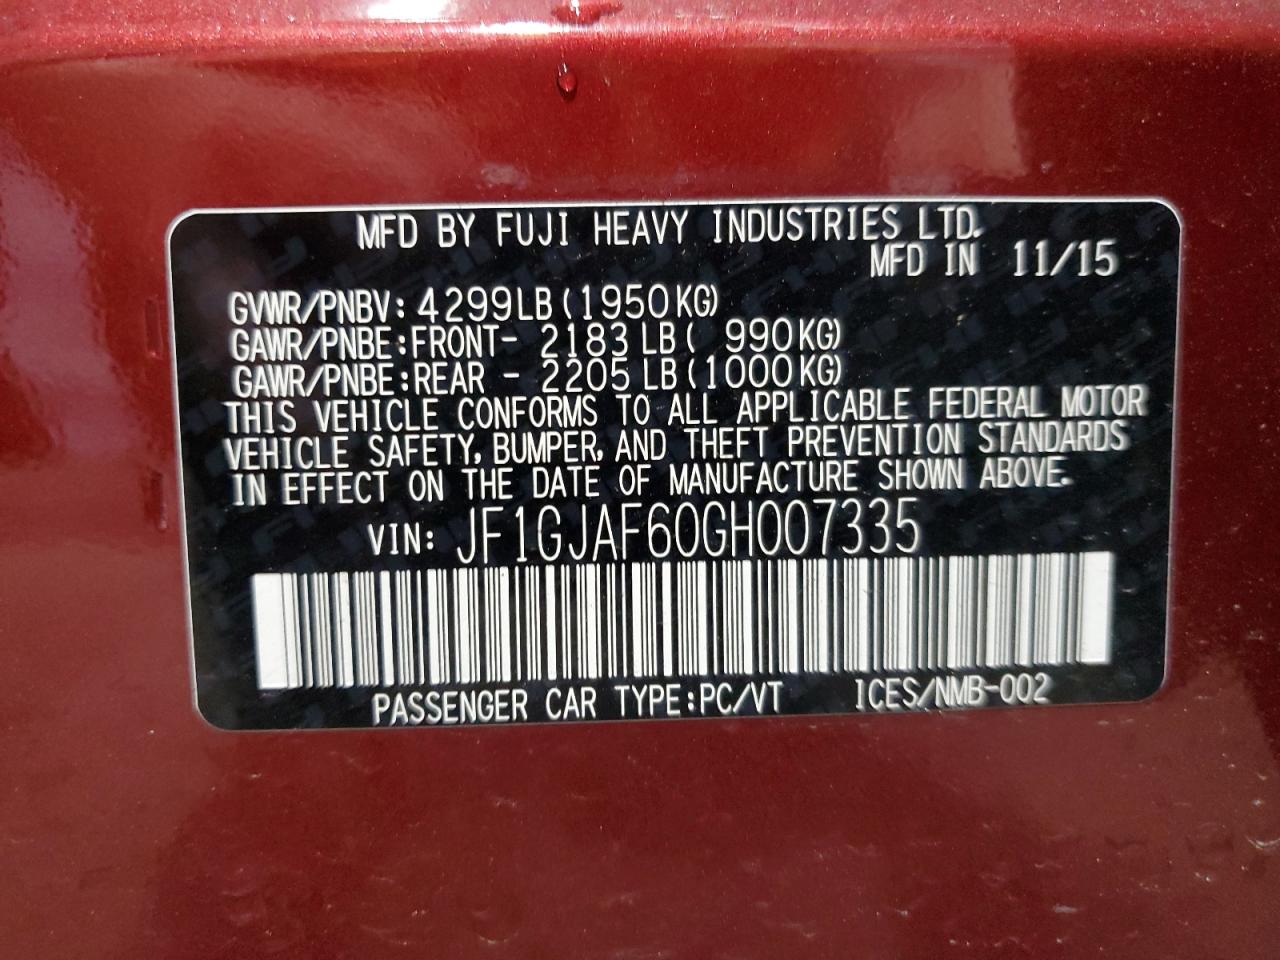 MFD BY FUJI HEAVY INDUSTRIES LTD.
MFD IN 11/15
GVWR/PNBV: 4299LB (1950KG)
GAWR/PNBE: FRONT- 2183 LB ( 990KG)
GAWR/PNBE: REAR - 2205 LB (1000KG)
THIS VEHICLE CONFORMS TO ALL APPLICABLE FEDERAL MOTOR
VEHICLE SAFETY, BUMPER, AND THEFT PREVENTION STANDARDS
IN EFFECT ON THE DATE OF MANUFACTURE SHOWN ABOVE.
VIN: JF1GJAF60GH007335
PASSENGER CAR TYPE:PC/VT ICES/NMB-002